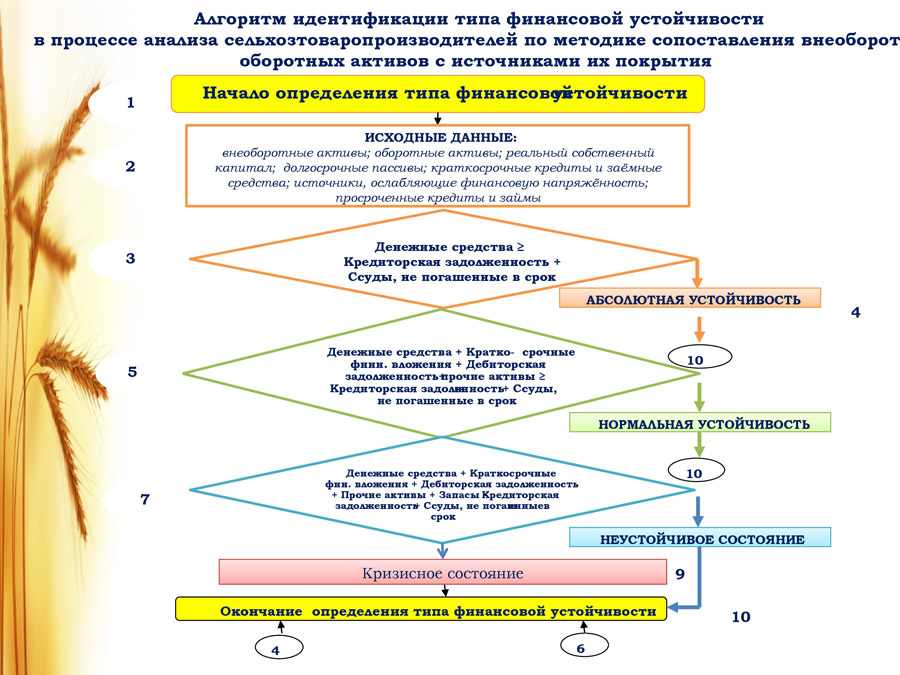 Алгоритм идентификации типа финансовой устойчивости
в процессе анализа сельхозтоваропроизводителей по методике сопоставления внеоборот
оборотных активов с источниками их покрытия
1
Начало определения типа финансовой устойчивости
2
ИСХОДНЫЕ ДАННЫЕ:
внеоборотные активы; оборотные активы; реальный собственный
капитал; долгосрочные пассивы; краткосрочные кредиты и заёмные
средства; источники, ослабляющие финансовую напряжённость;
просроченные кредиты и займы
3
Денежные средства ≥
Кредиторская задолженность +
Ссуды, не погашенные в срок
АБСОЛЮТНАЯ УСТОЙЧИВОСТЬ
4
10
5
Денежные средства + Кратко- срочные
финн. вложения + Дебиторская
задолженность+прочие активы ≥
Кредиторская задолженность+ Ссуды,
не погашенные в срок
НОРМАЛЬНАЯ УСТОЙЧИВОСТЬ
10
7
Денежные средства + Краткосрочные
фин. вложения + Дебиторская задолженность
+ Прочие активы + Запасы Кредиторская
задолженность+ Ссуды, не погашенные в
срок
НЕУСТОЙЧИВОЕ СОСТОЯНИЕ
Кризисное состояние
9
Окончание определения типа финансовой устойчивости
10
4
6